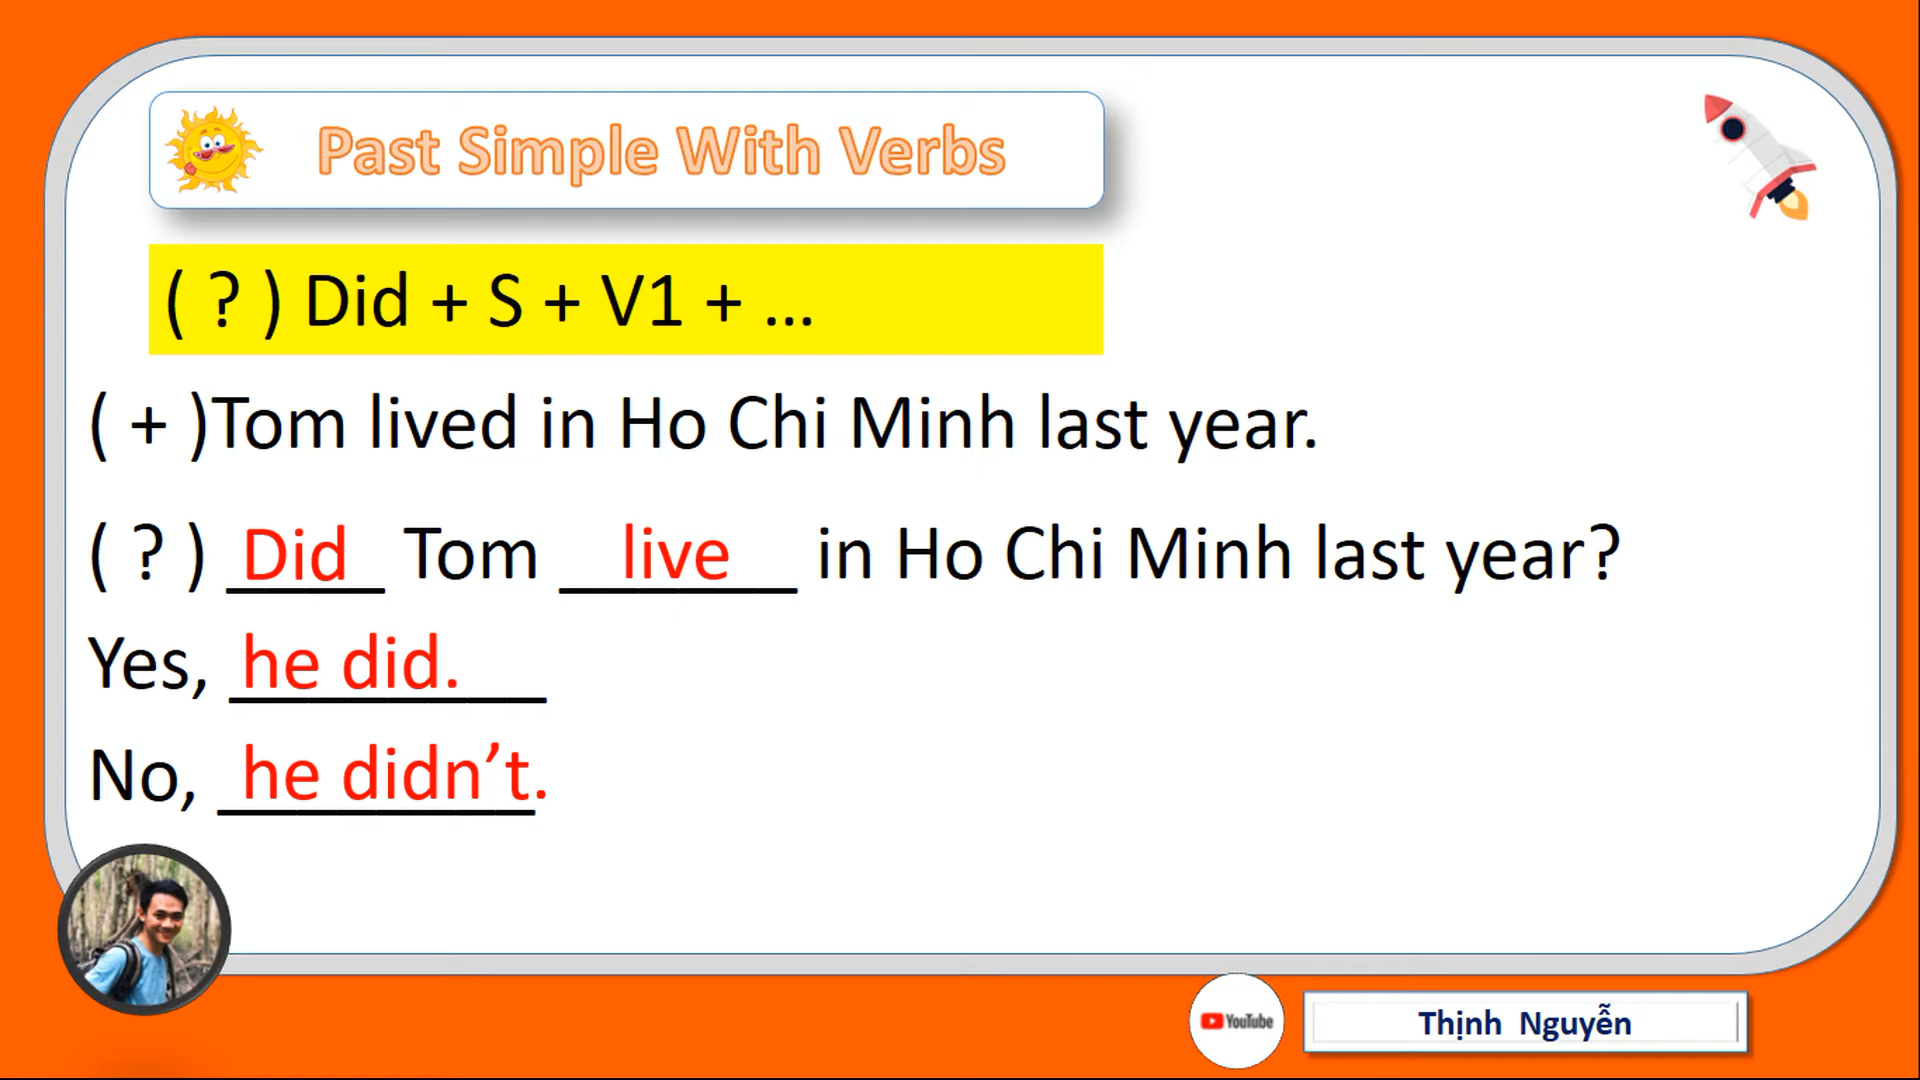 Past Simple With Verbs
( ? ) Did + S + V1 + ...
( + )Tom lived in Ho Chi Minh last year.
( ? ) Did Tom live in Ho Chi Minh last year?
Yes, he did.
No, he didn’t.
YouTube
Thịnh Nguyễn